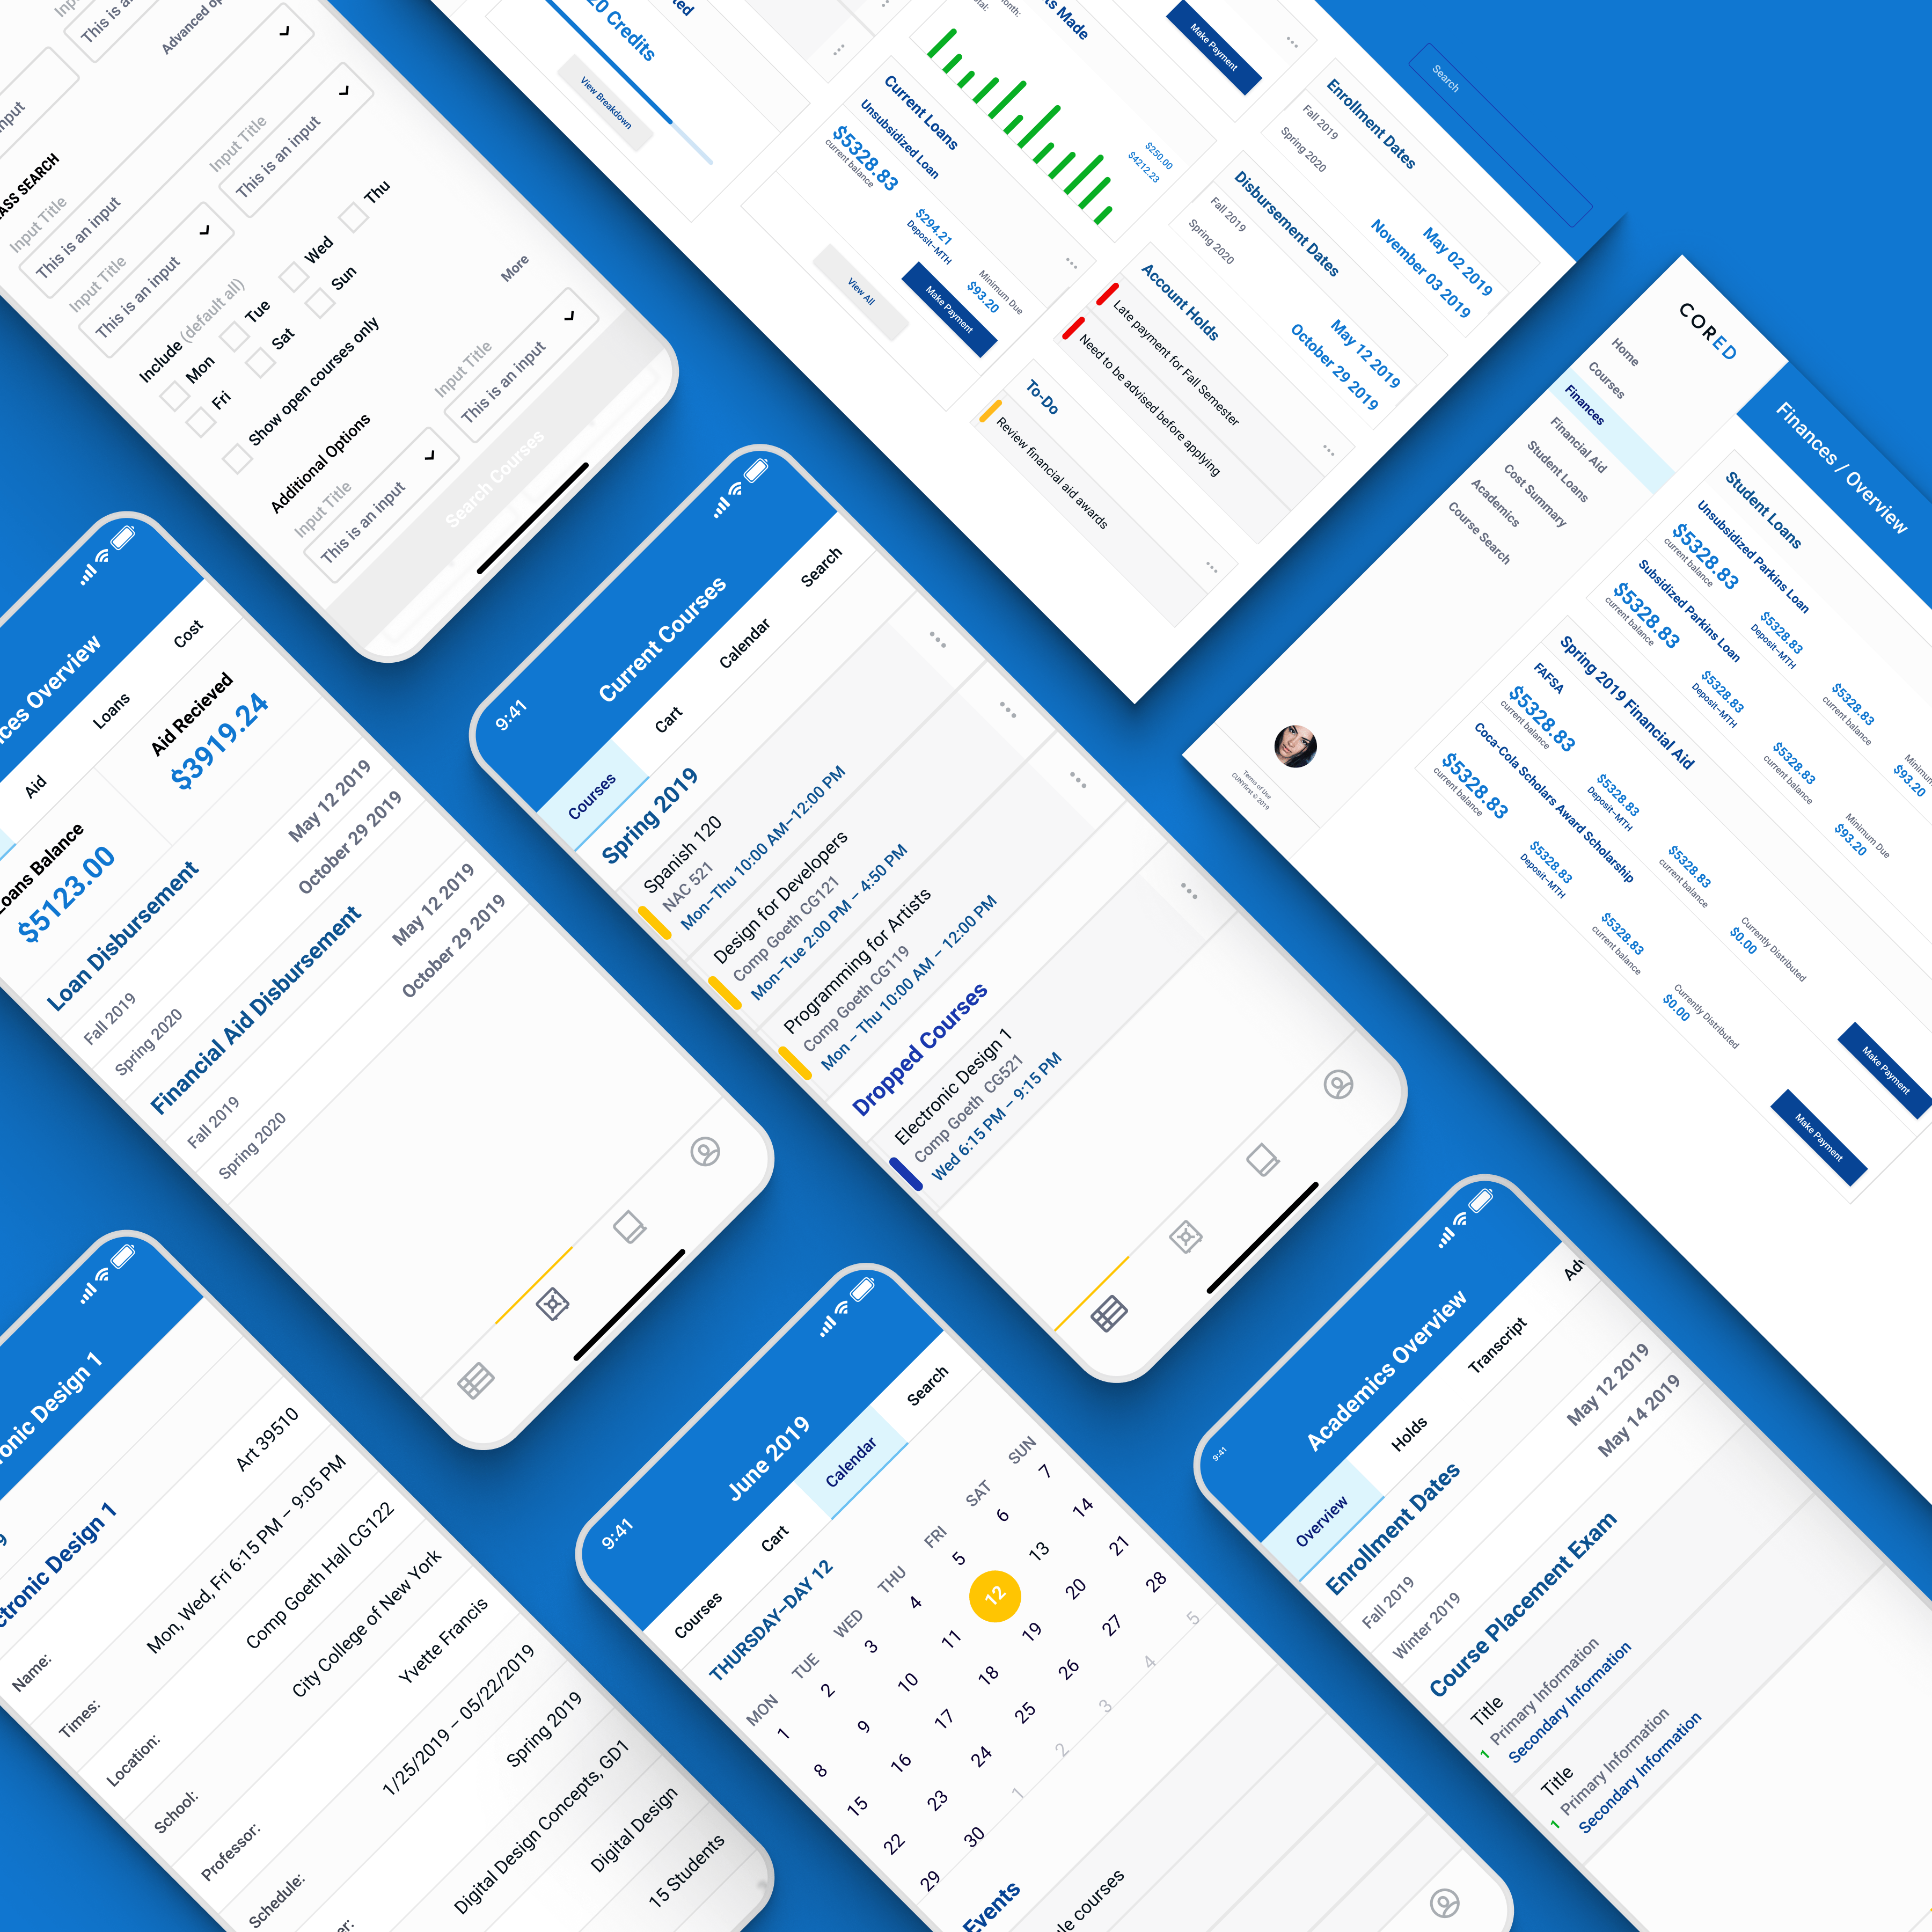 Input Title
This is an input
Advanced op
CLASS SEARCH
Input Title
This is an input
Input Title
This is an input
Input Title
This is an input
Include (default all)
Mon
Tue
Wed
Thu
Fri
Sat
Sun
Show open courses only
More
Additional Options
Input Title
This is an input
Input Title
This is an input
Search Courses
20 Credits
View Breakdown
Current Loans
Unsubsidized Loan
$5328.83
current balance
$294.21
Deposit–MTH
Minimum Due
$93.20
View All
Make Payment
ts Made
$250.00
$4212.23
Make Payment
Enrollment Dates
Fall 2019
Spring 2020
May 02 2019
November 03 2019
Disbursement Dates
Fall 2019
Spring 2020
May 12 2019
October 29 2019
Account Holds
Late payment for Fall Semester
Need to be advised before applying
To-Do
Review financial aid awards
Search
CORED
Home
Courses
Finances
Financial Aid
Student Loans
Cost Summary
Academics
Course Search
Terms of Use
CUNYfirst © 2019
Finances / Overview
Student Loans
Unsubsidized Parkins Loan
$5328.83
current balance
$5328.83
Deposit–MTH
$5328.83
current balance
Minimum
$93.20
Subsidized Parkins Loan
$5328.83
current balance
$5328.83
Deposit–MTH
$5328.83
current balance
Minimum Due
$93.20
Spring 2019 Financial Aid
FAFSA
$5328.83
current balance
$5328.83
Deposit–MTH
$5328.83
current balance
Currently Distributed
$0.00
Make Payment
Coca-Cola Scholars Award Scholarship
$5328.83
current balance
$5328.83
Deposit–MTH
$5328.83
current balance
Currently Distributed
$0.00
Make Payment
ces Overview
Aid
Loans
Cost
Loans Balance
$5123.00
Aid Recieved
$3919.24
Loan Disbursement
Fall 2019
May 12 2019
Spring 2020
October 29 2019
Financial Aid Disbursement
Fall 2019
May 12 2019
Spring 2020
October 29 2019
9:41
Current Courses
Courses
Cart
Calendar
Search
Spring 2019
Spanish 120
NAC 521
Mon–Thu 10:00 AM–12:00 PM
Design for Developers
Comp Goeth CG121
Mon–Tue 2:00 PM – 4:50 PM
Programming for Artists
Comp Goeth CG119
Mon – Thu 10:00 AM – 12:00 PM
Dropped Courses
Electronic Design 1
Comp Goeth CG521
Wed 6:15 PM – 9:15 PM
ronic Design 1
ctronic Design 1
Name:
Art 39510
Times:
Mon, Wed, Fri 6:15 PM – 9:05 PM
Location:
Comp Goeth Hall CG122
School:
City College of New York
Professor:
Yvette Francis
Schedule:
1/25/2019 – 05/22/2019
er:
Spring 2019
Digital Design Concepts, GD1
Digital Design
15 Students
9:41
June 2019
Courses
Cart
Calendar
Search
THURSDAY–DAY 12
MON TUE WED THU FRI SAT SUN
1 2 3 4 5 6 7
8 9 10 11 12 13 14
15 16 17 18 19 20 21
22 23 24 25 26 27 28
29 30 1 2 3 4 5
Events
le courses
9:41
Academics Overview
Overview
Holds
Transcript
Adv
Enrollment Dates
Fall 2019
May 12 2019
Winter 2019
May 14 2019
Course Placement Exam
Title
1 Primary Information
Secondary Information
Title
1 Primary Information
Secondary Information